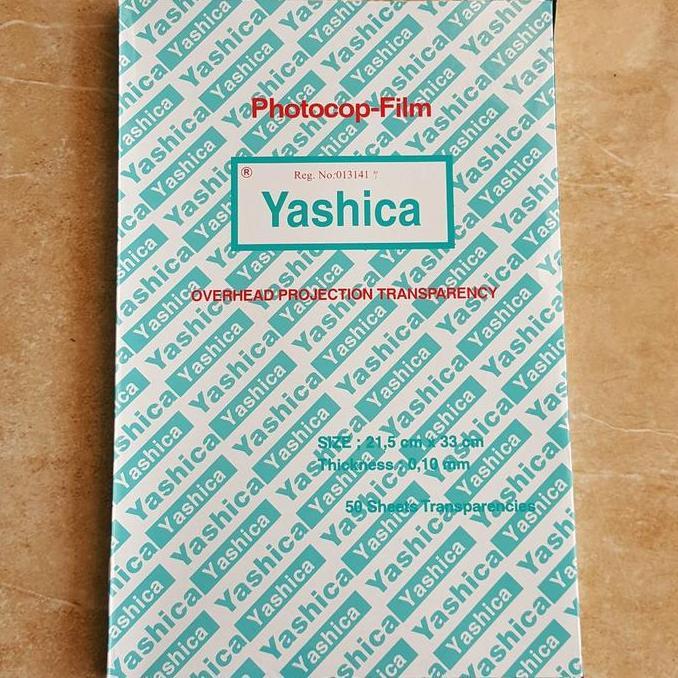 Photocop-Film
® Reg. No:013141
Yashica
OVERHEAD PROJECTION TRANSPARENCY
SIZE : 21,5 cm x 33 cm
Thickness : 0,10 mm
50 Sheets Transparencies